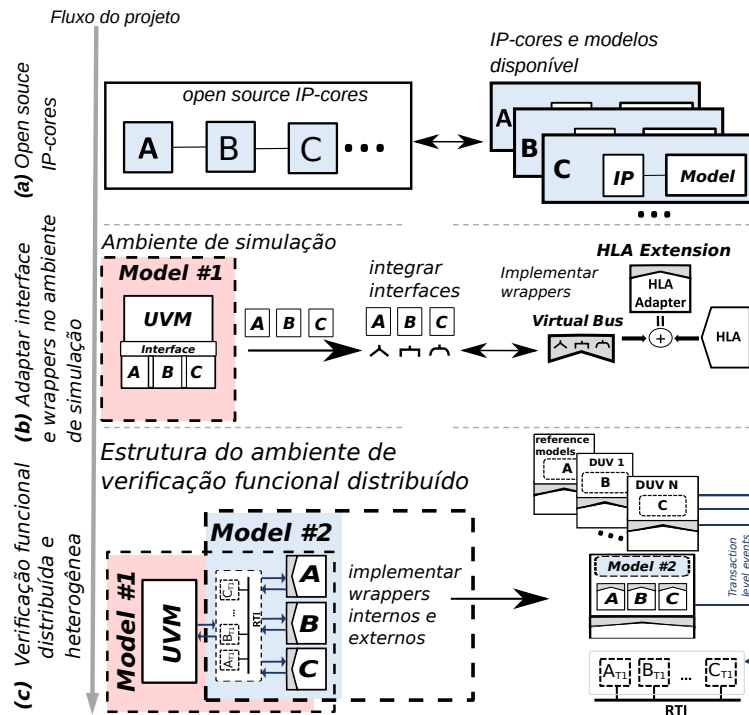 Fluxo do projeto
(a) Open souce
IP-cores
open source IP-cores
A
B
C
...
IP-cores e modelos
disponível
A
B
C
IP
Model
...
(b) Adaptar interface
e wrappers no ambiente
de simulação
Ambiente de simulação
Model #1
UVM
Interface
A B C
A B C
integrar
interfaces
A B C
Implementar
wrappers
Virtual Bus
HLA Extension
HLA
Adapter
=
+
HLA
(c) Verificação funcional
distribuída e
heterogênea
Estrutura do ambiente de
verificação funcional distribuído
Model #1
UVM
Model #2
CT1
...
BT1
AT1
RTI
A
B
C
implementar
wrappers
internos e
externos
reference
models
A
DUV 1
B
DUV N
C
...
Model #2
A B C
Transaction
level events
AT1 BT1 ... CT1
RTI